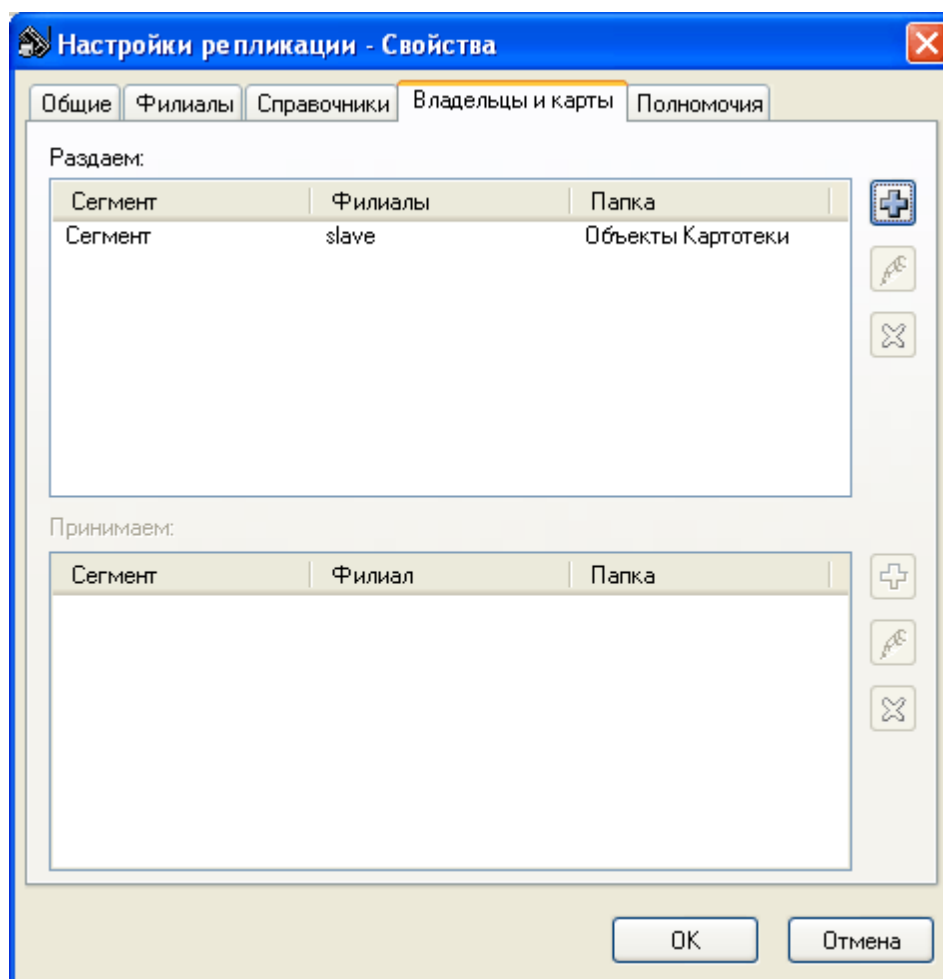 Настройки репликации - Свойства
Общие Филиалы Справочники Владельцы и карты Полномочия
Раздаем:
Сегмент Филиалы Папка
Сегмент slave Объекты Картотеки
Принимаем:
Сегмент Филиал Папка
OK Отмена